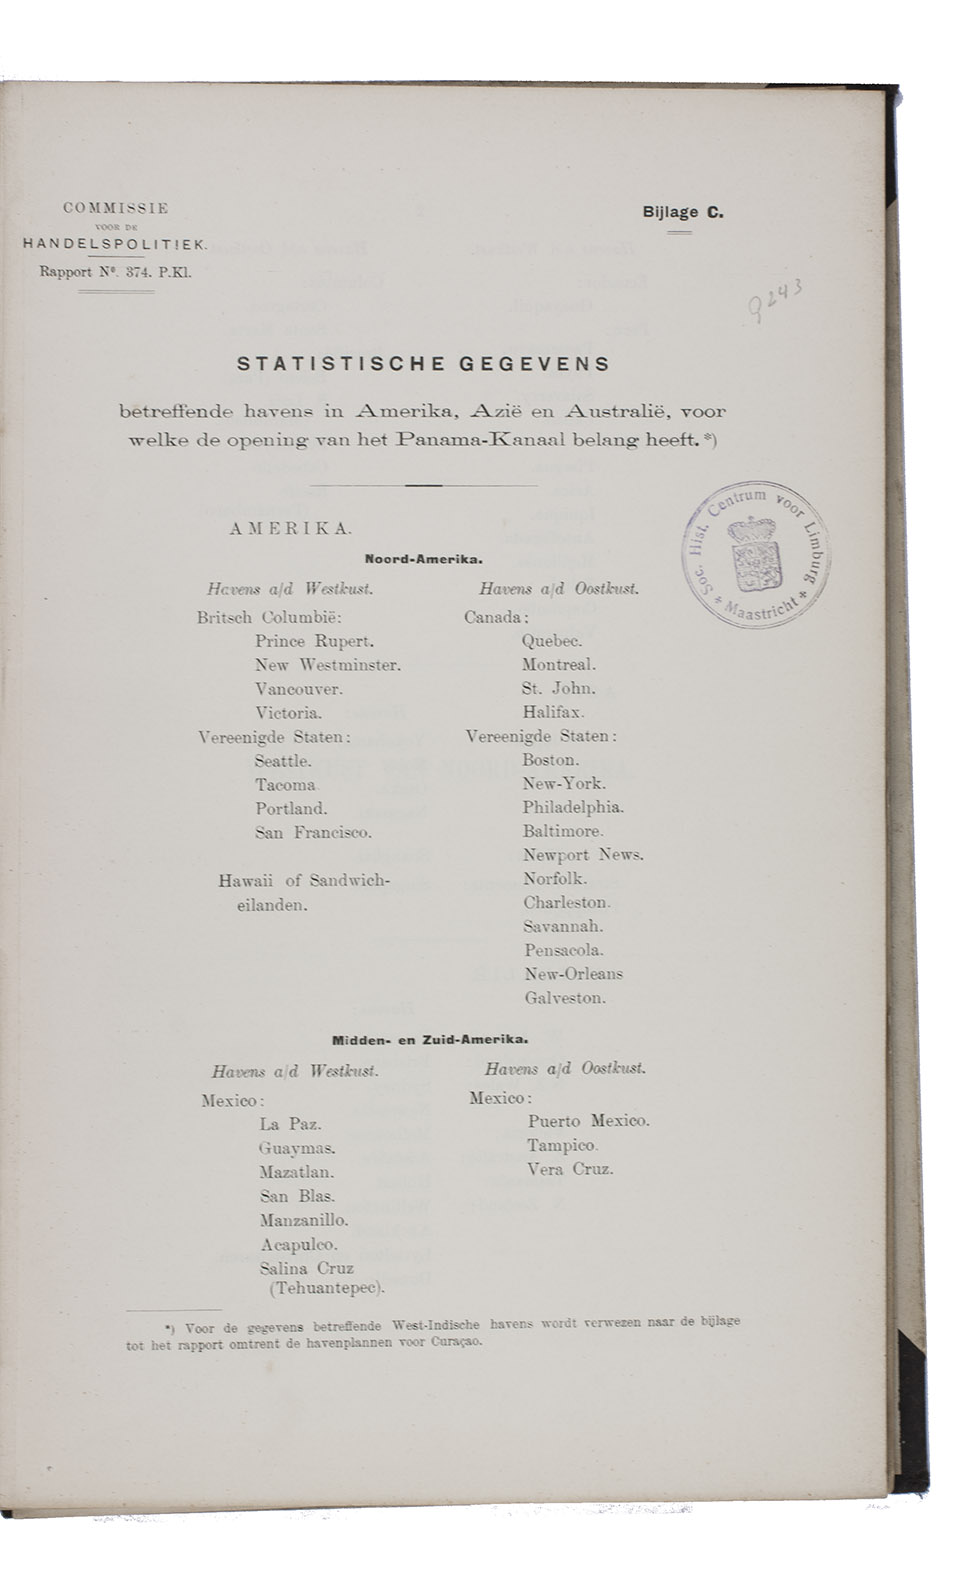 COMMISSIE
VOOR DE
HANDELSPOLITIEK.
Rapport Nº. 374. P.Kl.
Bijlage C.
9243
STATISTISCHE GEGEVENS
betreffende havens in Amerika, Azië en Australië, voor
welke de opening van het Panama-Kanaal belang heeft.*)
Soc. Hist. Centrum voor Limburg
* Maastricht *
AMERIKA.
Noord-Amerika.
Havens a/d Westkust.
Britsch Columbië:
Prince Rupert.
New Westminster.
Vancouver.
Victoria.
Vereenigde Staten:
Seattle.
Tacoma
Portland.
San Francisco.
Hawaii of Sandwich-
eilanden.
Havens a/d Oostkust.
Canada:
Quebec.
Montreal.
St. John.
Halifax.
Vereenigde Staten:
Boston.
New-York.
Philadelphia.
Baltimore.
Newport News.
Norfolk.
Charleston.
Savannah.
Pensacola.
New-Orleans
Galveston.
Midden- en Zuid-Amerika.
Havens a/d Westkust.
Mexico:
La Paz.
Guaymas.
Mazatlan.
San Blas.
Manzanillo.
Acapulco.
Salina Cruz
(Tehuantepec).
Havens a/d Oostkust.
Mexico:
Puerto Mexico.
Tampico.
Vera Cruz.
*) Voor de gegevens betreffende West-Indische havens wordt verwezen naar de bijlage
tot het rapport omtrent de havenplannen voor Curaçao.